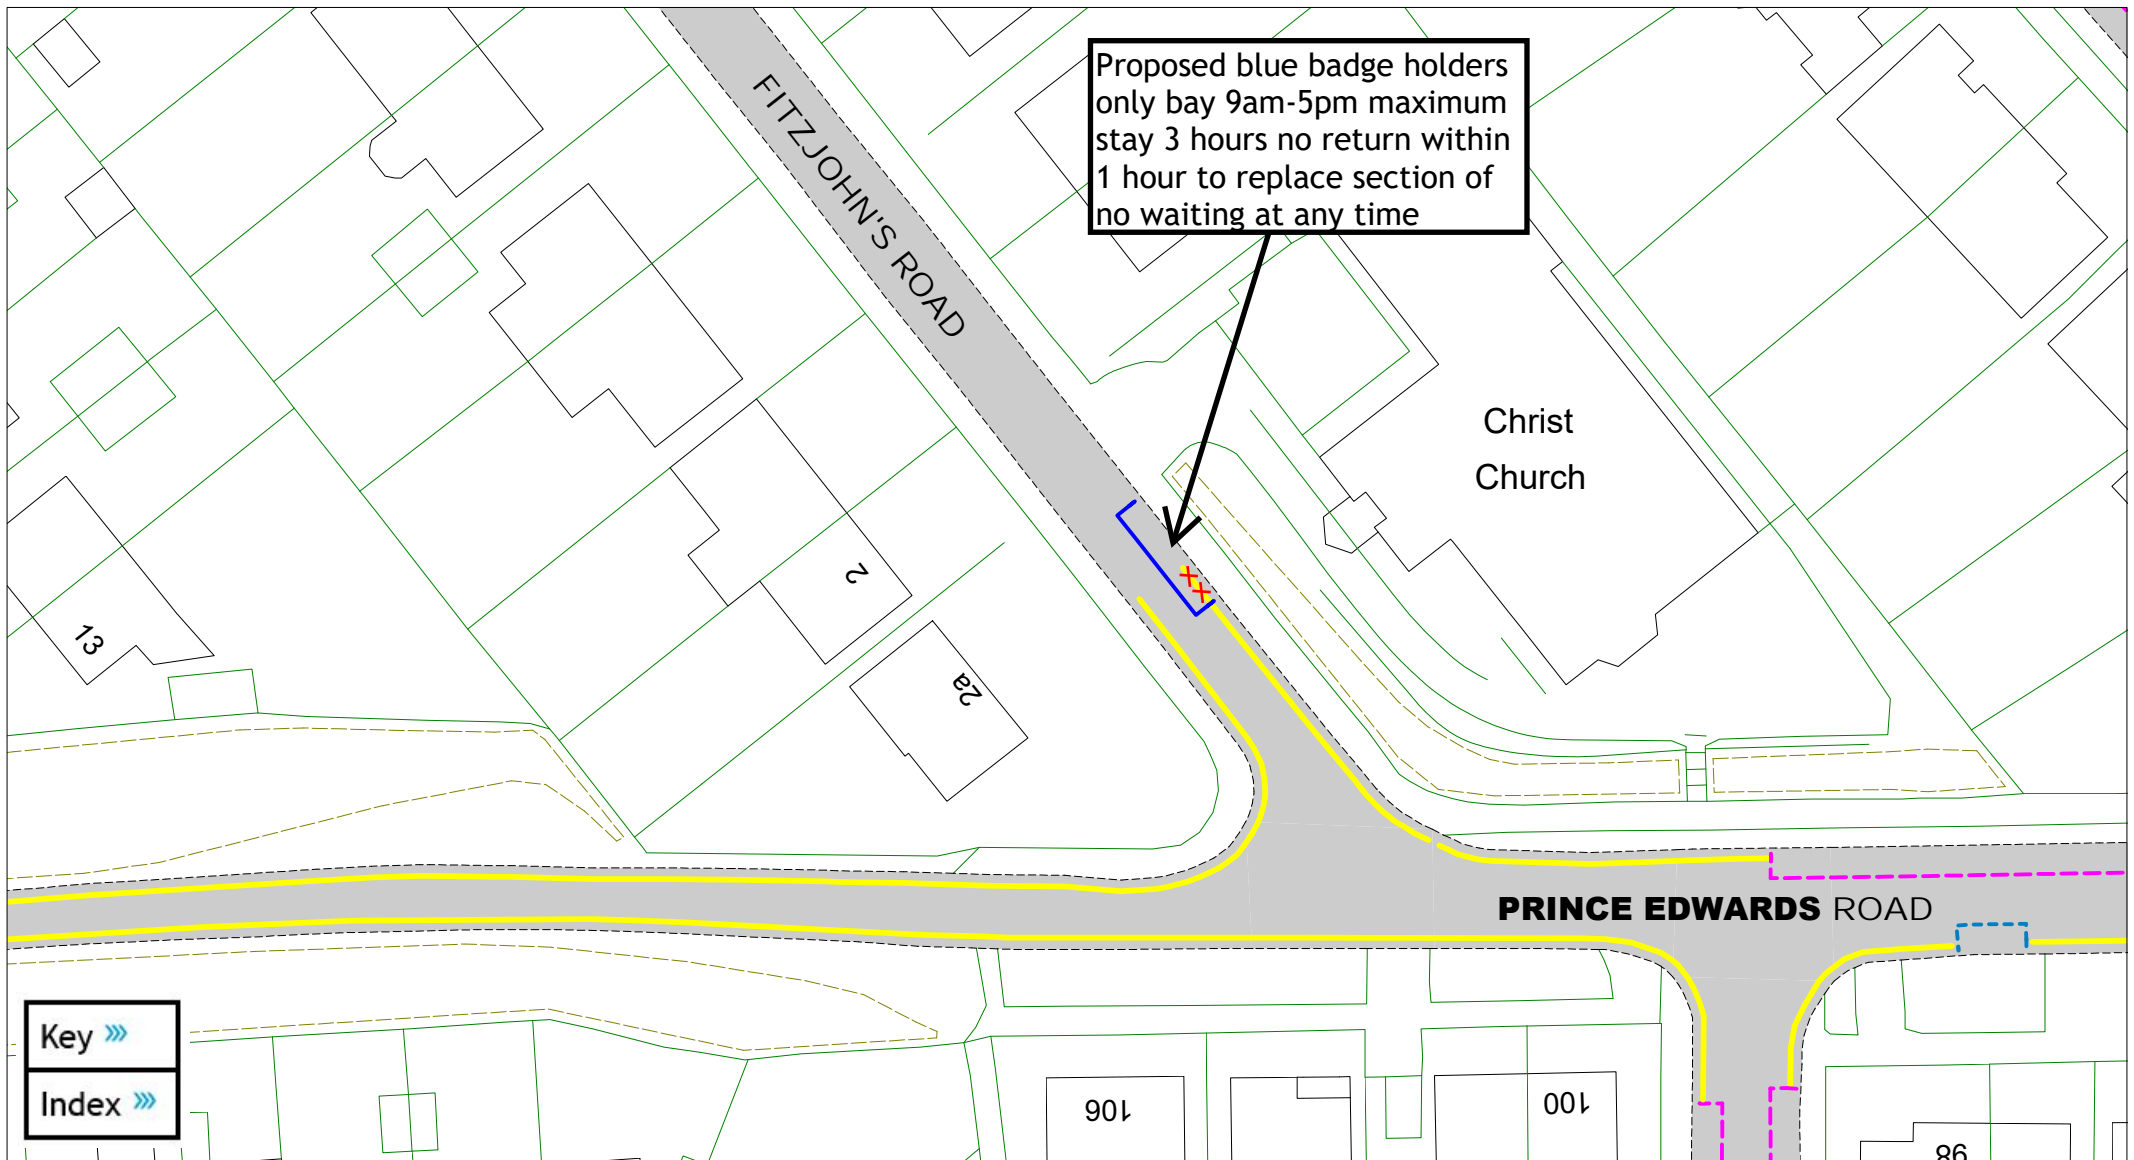 Proposed blue badge holders
only bay 9am-5pm maximum
stay 3 hours no return within
1 hour to replace section of
no waiting at any time
FITZJOHN'S ROAD
Christ
Church
2
13
2a
PRINCE EDWARDS ROAD
Key »»
Index »»
106
100
98